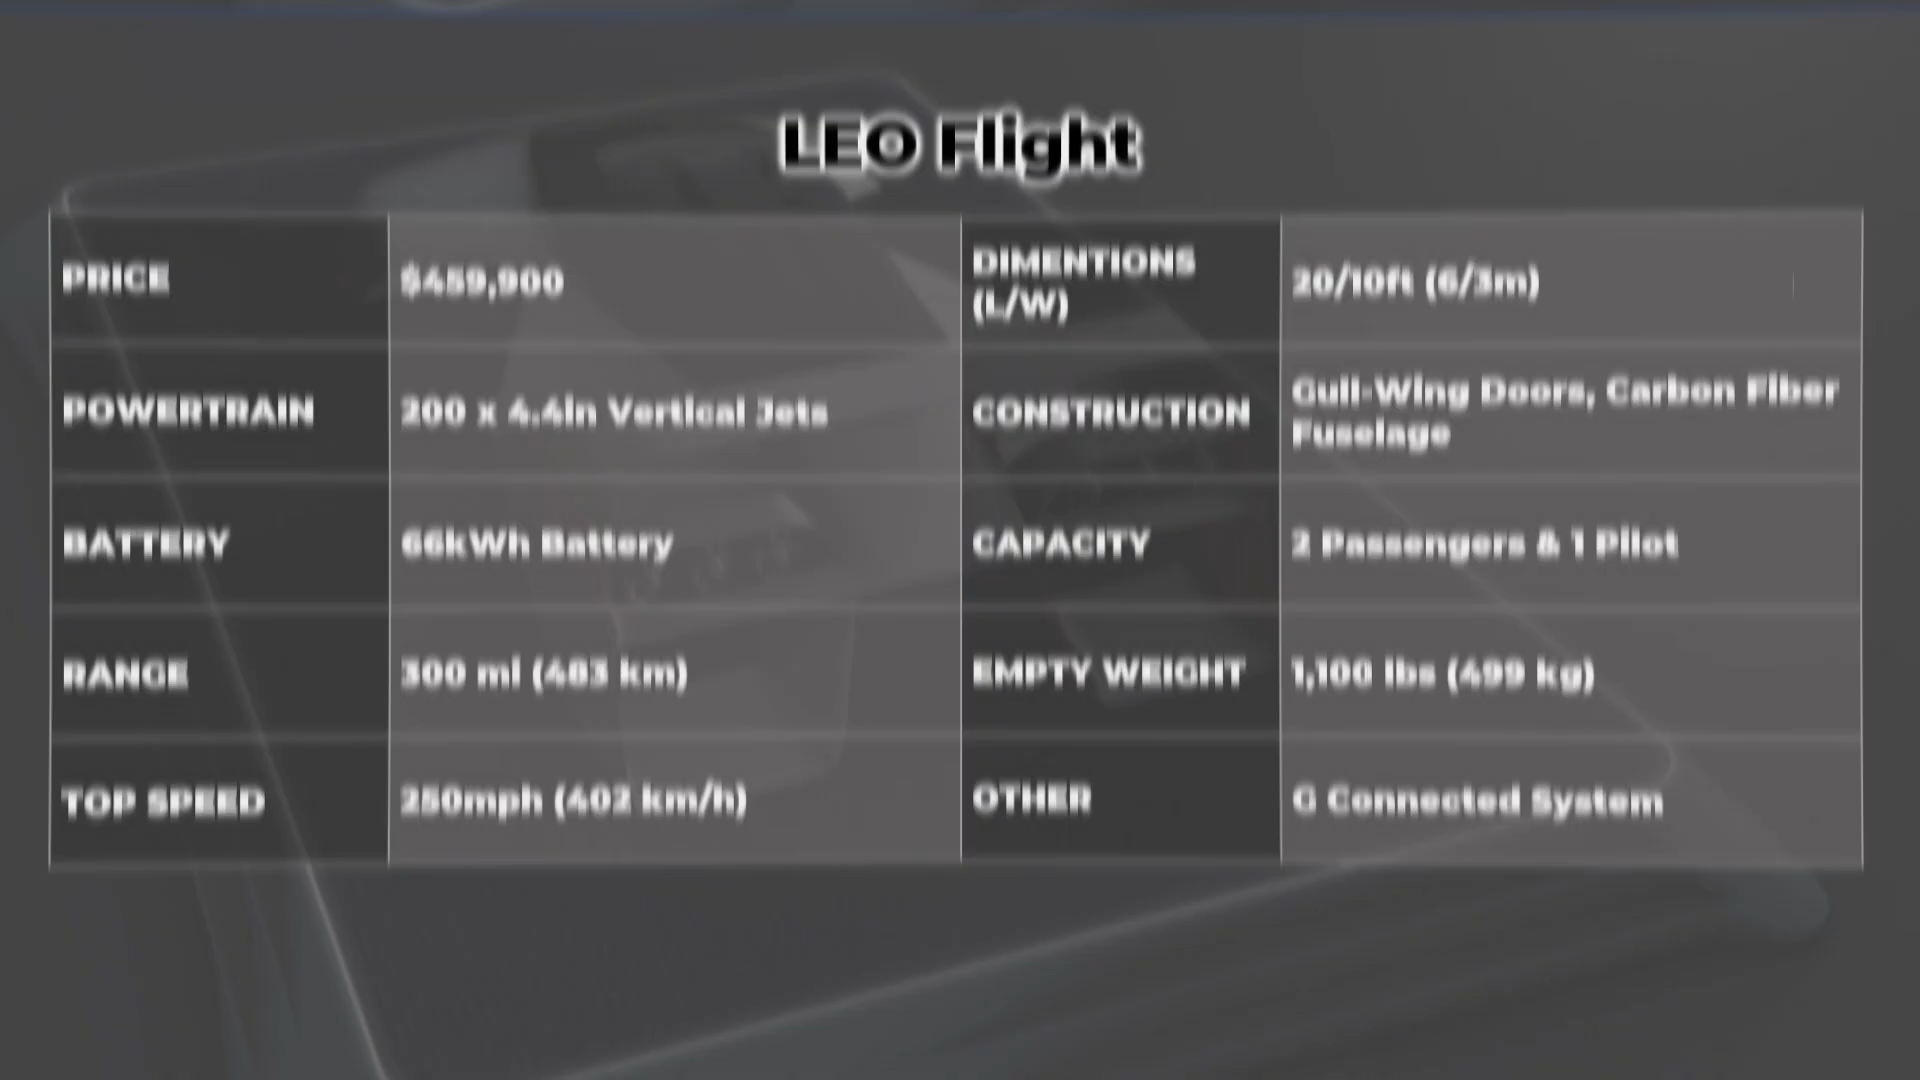 LEO Flight
PRICE
$459,900
DIMENTIONS
(L/W)
20/10ft (6/3m)
POWERTRAIN
200 x 4.4in Vertical Jets
CONSTRUCTION
Gull-Wing Doors, Carbon Fiber
Fuselage
BATTERY
66kWh Battery
CAPACITY
2 Passengers & 1 Pilot
RANGE
300 mi (483 km)
EMPTY WEIGHT
1,100 lbs (499 kg)
TOP SPEED
250mph (402 km/h)
OTHER
G Connected System